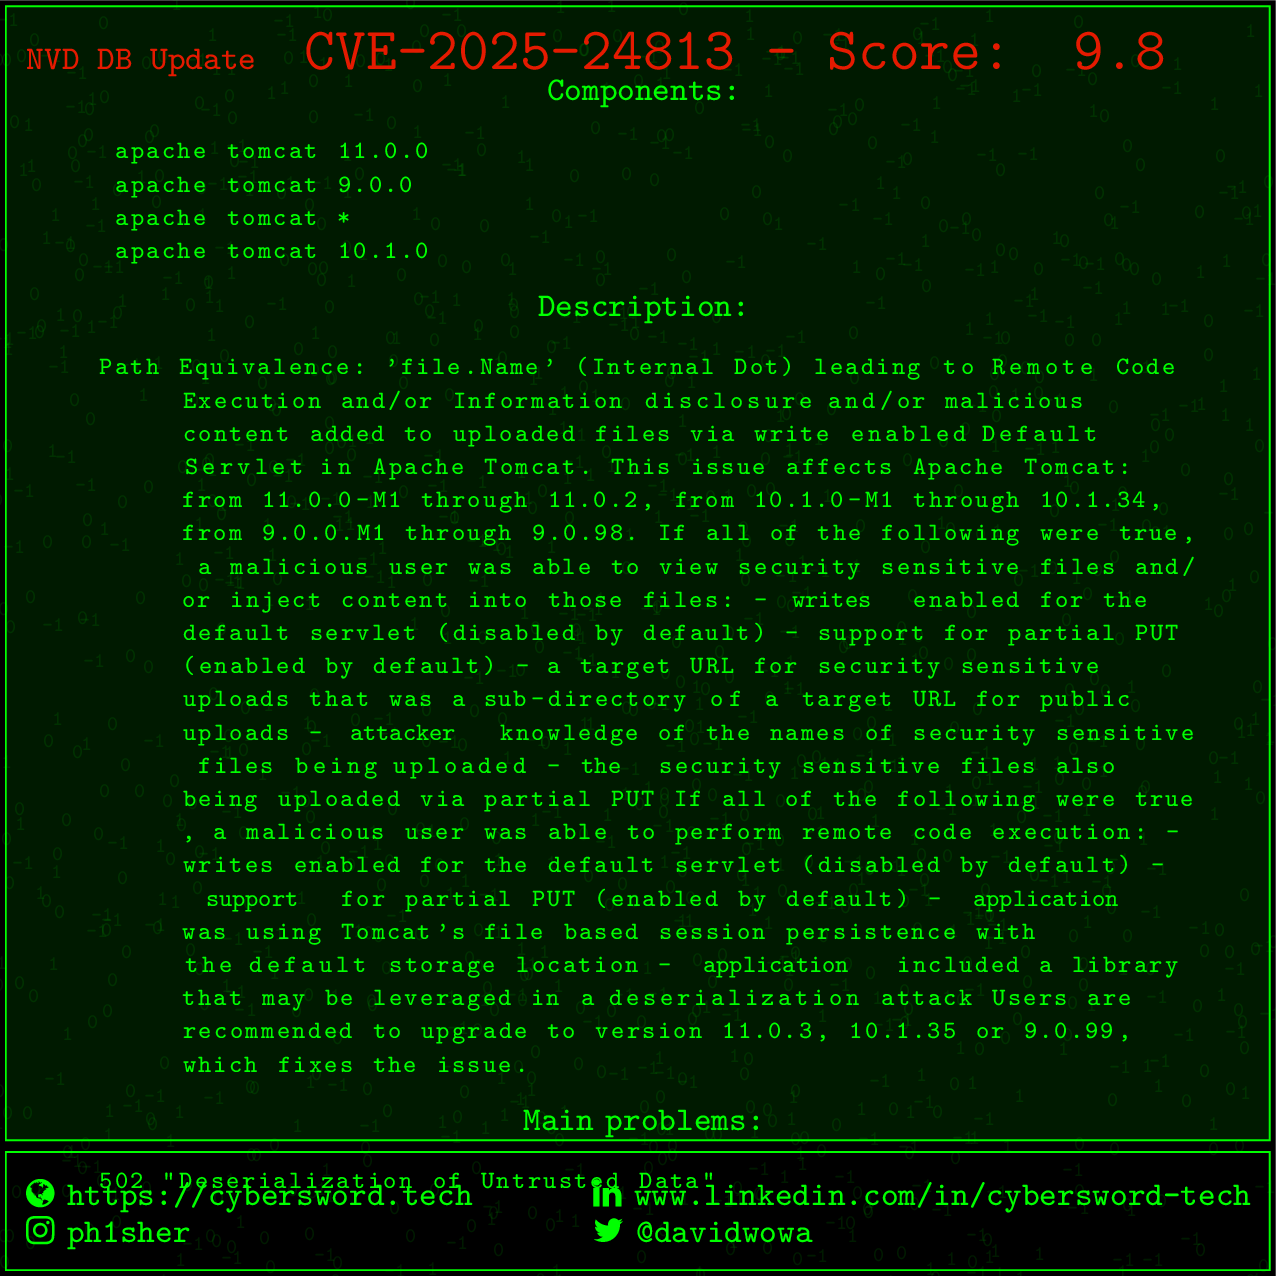 NVD DB Update CVE-2025-24813 - Score: 9.8
Components:
apache tomcat 11.0.0
apache tomcat 9.0.0
apache tomcat *
apache tomcat 10.1.0
Description:
Path Equivalence: 'file.Name' (Internal Dot) leading to Remote Code
Execution and/or Information disclosure and/or malicious
content added to uploaded files via write enabled Default
Servlet in Apache Tomcat. This issue affects Apache Tomcat:
from 11.0.0-M1 through 11.0.2, from 10.1.0-M1 through 10.1.34,
from 9.0.0.M1 through 9.0.98. If all of the following were true,
a malicious user was able to view security sensitive files and/
or inject content into those files: - writes enabled for the
default servlet (disabled by default) - support for partial PUT
(enabled by default) - a target URL for security sensitive
uploads that was a sub-directory of a target URL for public
uploads - attacker knowledge of the names of security sensitive
files being uploaded - the security sensitive files also
being uploaded via partial PUT If all of the following were true
, a malicious user was able to perform remote code execution: -
writes enabled for the default servlet (disabled by default) -
support for partial PUT (enabled by default) - application
was using Tomcat's file based session persistence with
the default storage location - application included a library
that may be leveraged in a deserialization attack Users are
recommended to upgrade to version 11.0.3, 10.1.35 or 9.0.99,
which fixes the issue.
Main problems:
502 "Deserialization of Untrusted Data"
https://cybersword.tech
www.linkedin.com/in/cybersword-tech
ph1sher
@davidwowa